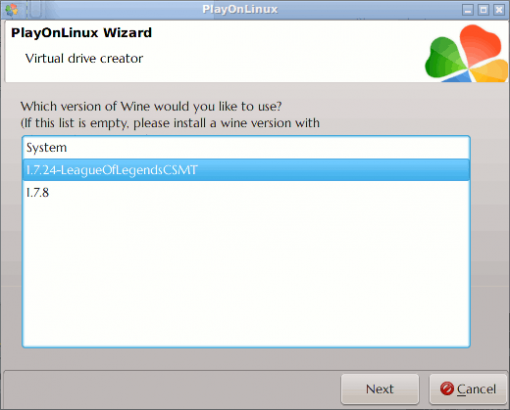 PlayOnLinux
PlayOnLinux Wizard
Virtual drive creator
Which version of Wine would you like to use?
(If this list is empty, please install a wine version with
System
1.7.24-LeagueOfLegendsCSMT
1.7.8
Next
Cancel